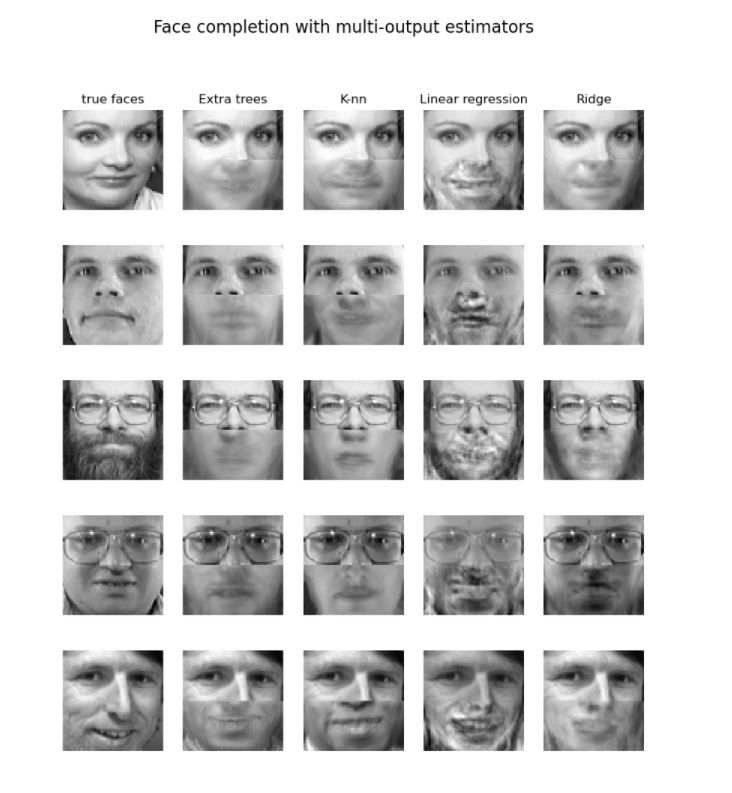 Face completion with multi-output estimators
true faces Extra trees K-nn Linear regression Ridge